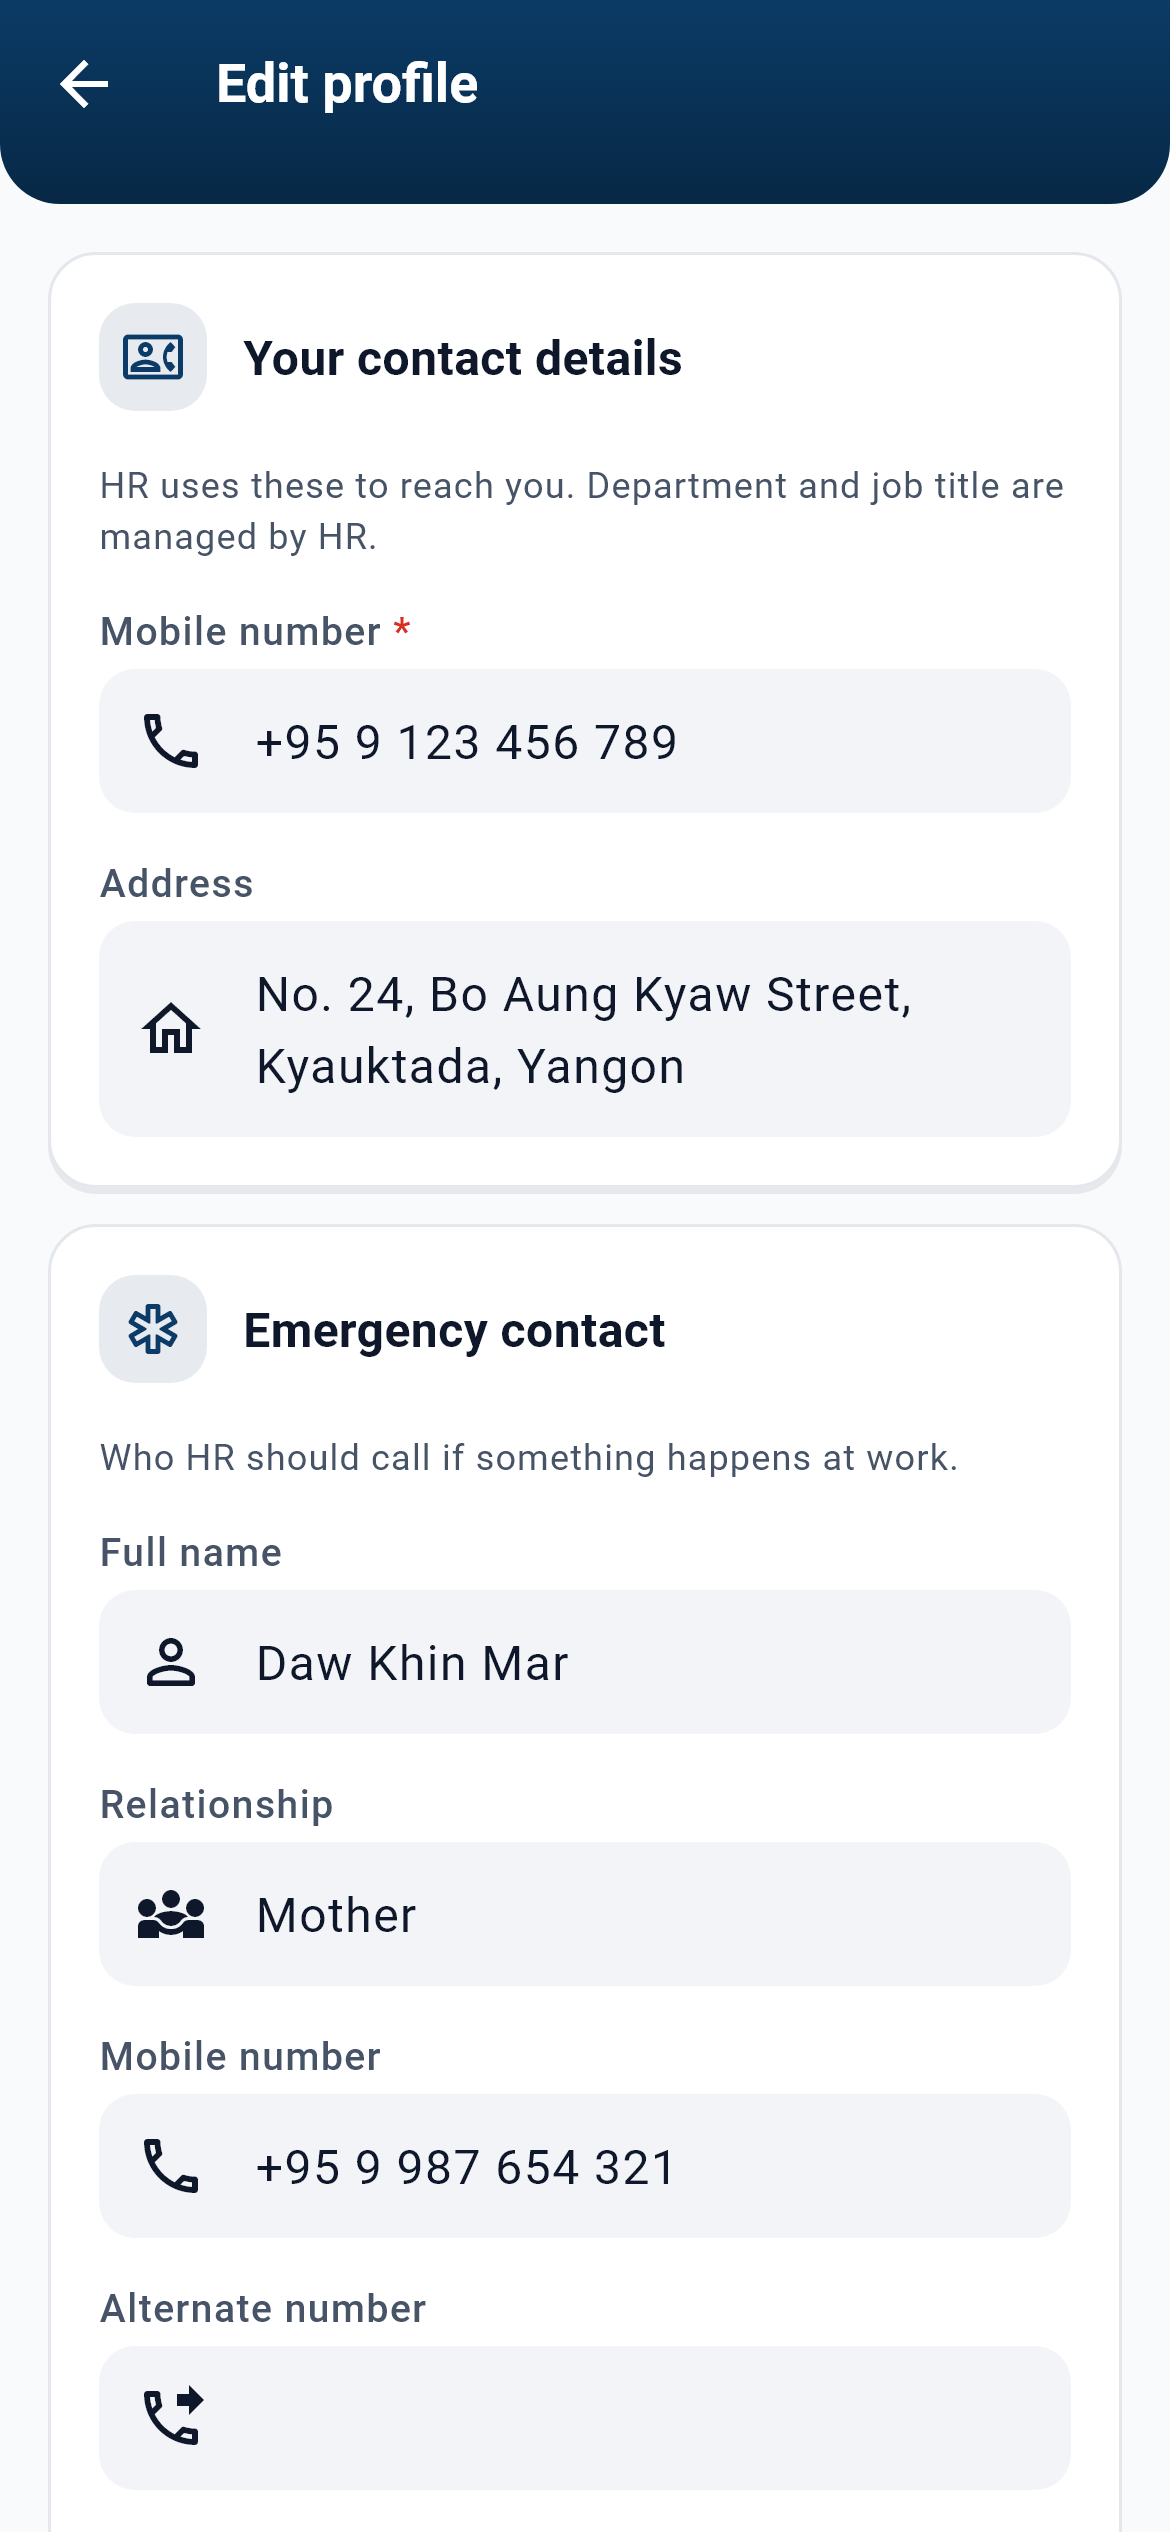 Edit profile
Your contact details
HR uses these to reach you. Department and job title are
managed by HR.
Mobile number *
+95 9 123 456 789
Address
No. 24, Bo Aung Kyaw Street,
Kyauktada, Yangon
Emergency contact
Who HR should call if something happens at work.
Full name
Daw Khin Mar
Relationship
Mother
Mobile number
+95 9 987 654 321
Alternate number